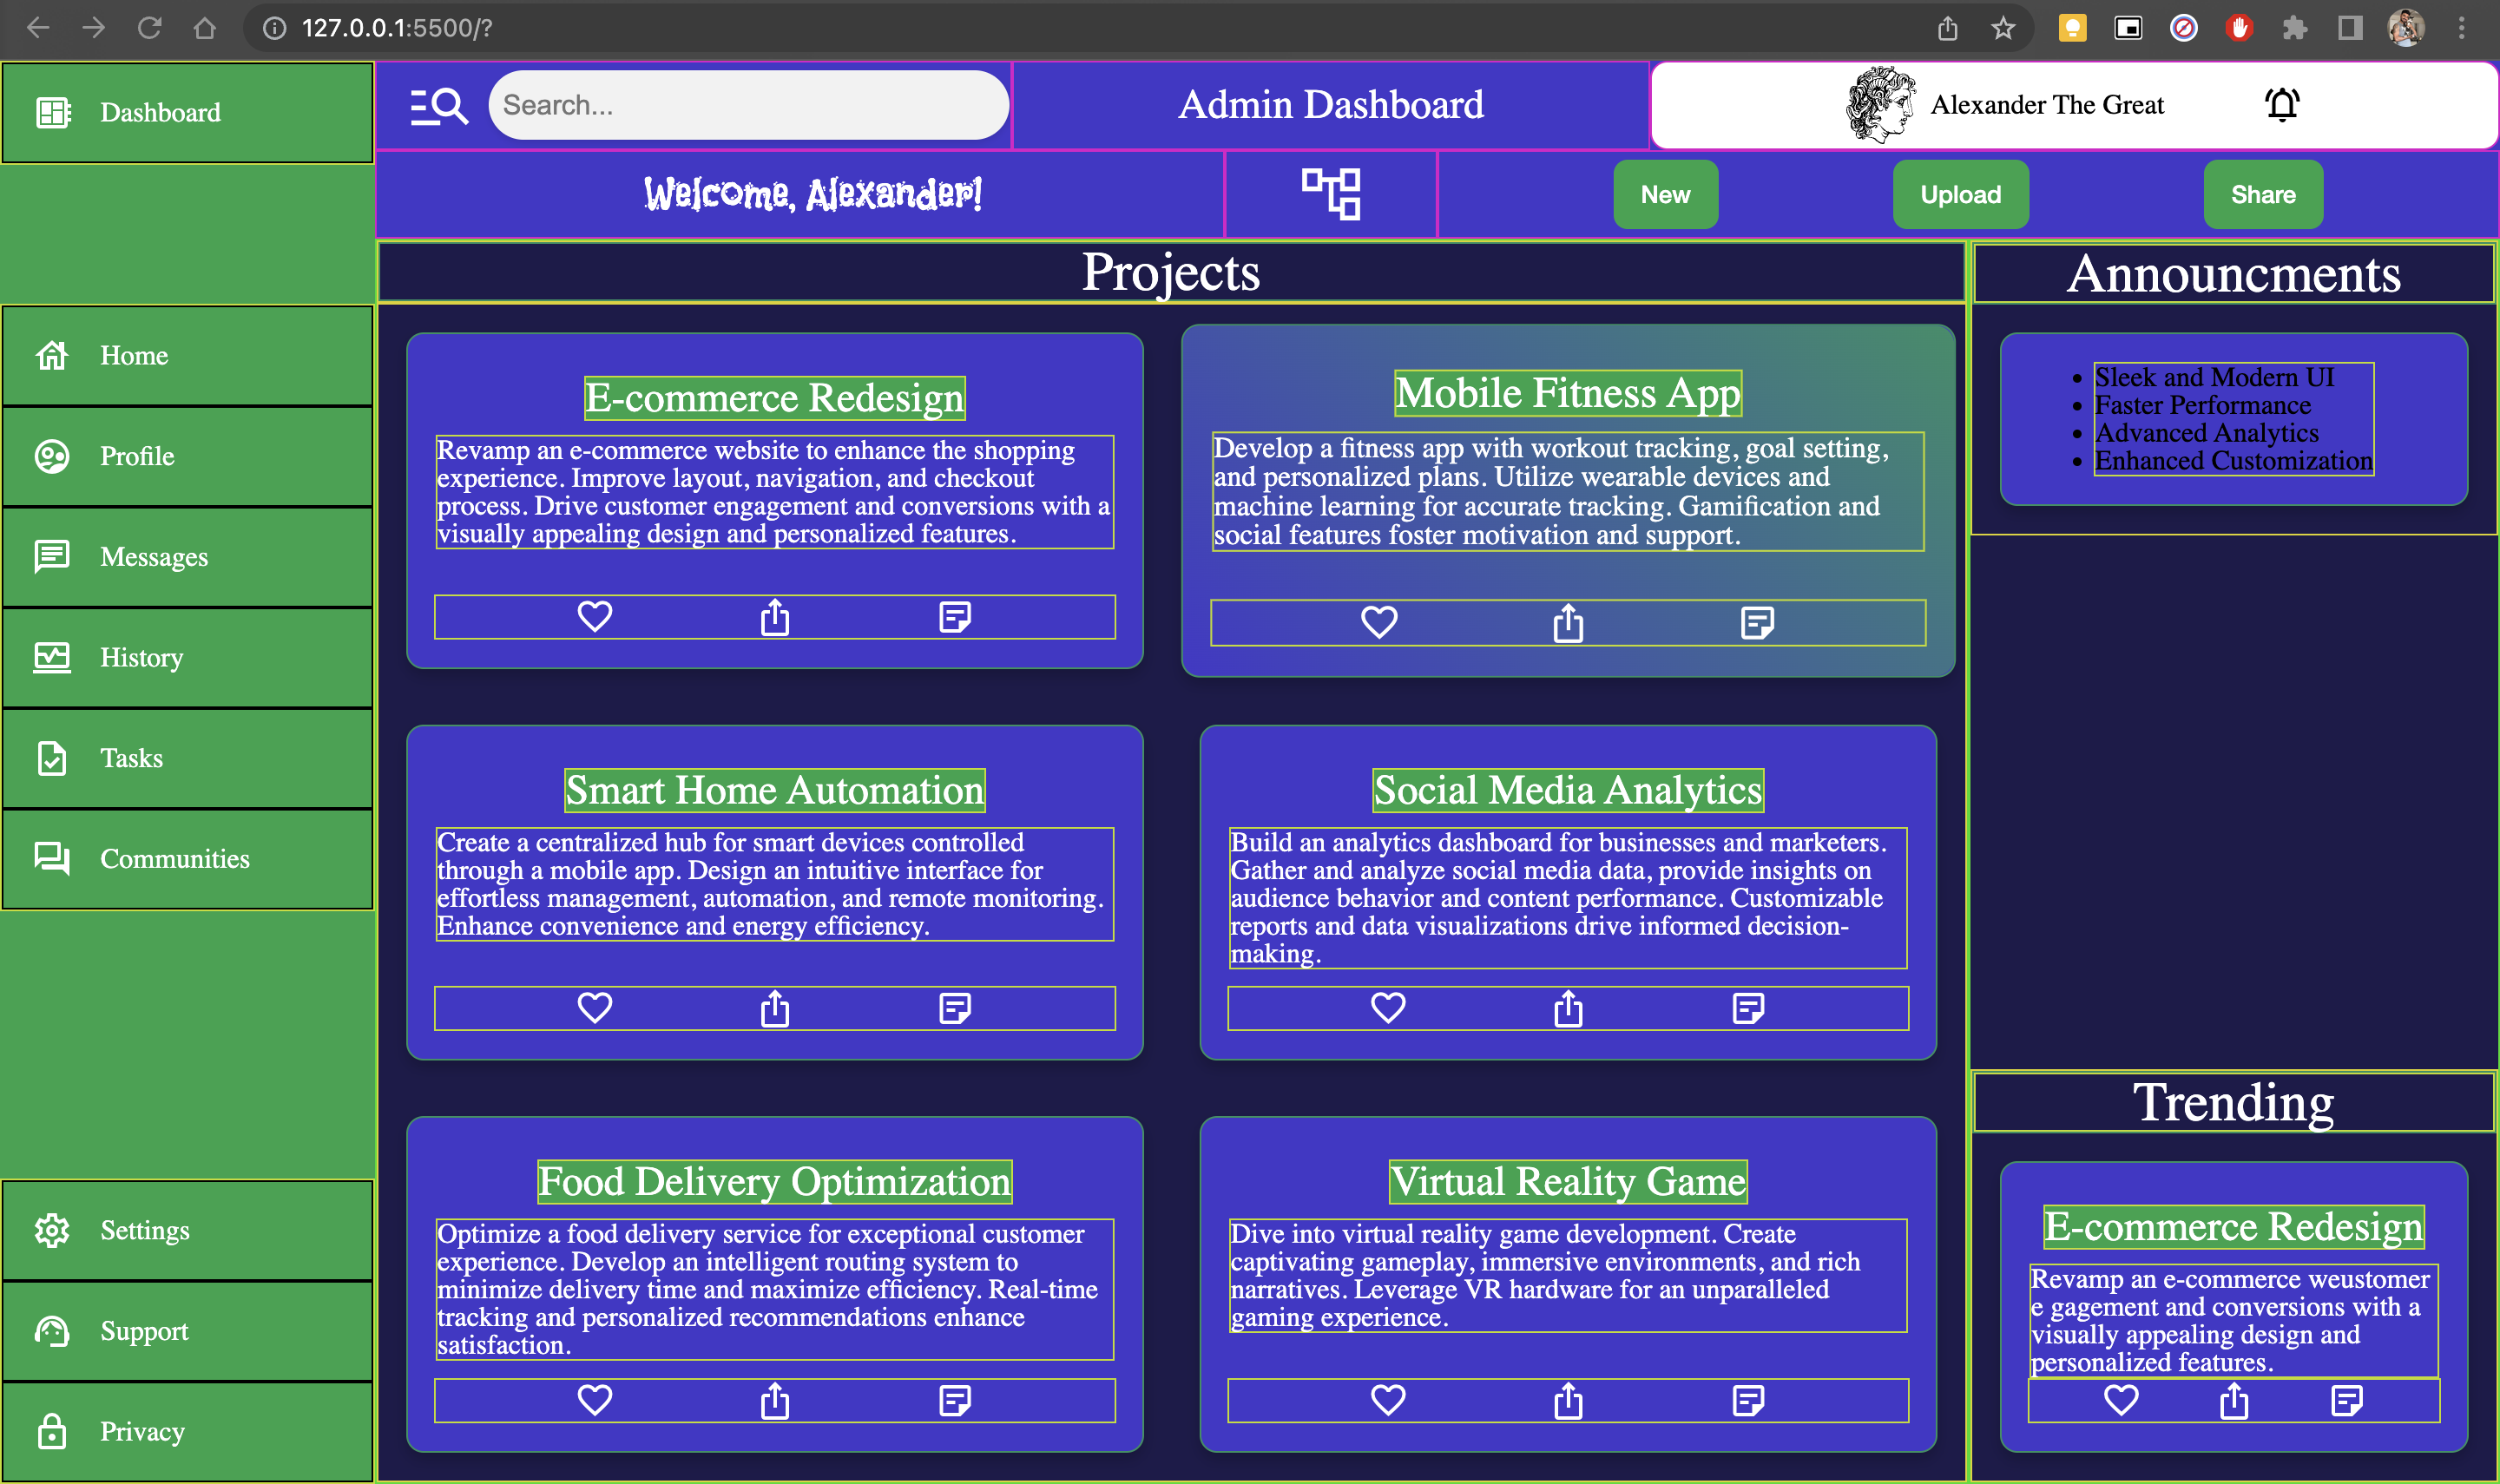 127.0.0.1:5500/?
Dashboard
Home
Profile
Messages
History
Tasks
Communities
Settings
Support
Privacy
Search...
Admin Dashboard
Alexander The Great
Welcome, Alexander!
New
Upload
Share
Projects
E-commerce Redesign
Revamp an e-commerce website to enhance the shopping
experience. Improve layout, navigation, and checkout
process. Drive customer engagement and conversions with a
visually appealing design and personalized features.
Mobile Fitness App
Develop a fitness app with workout tracking, goal setting,
and personalized plans. Utilize wearable devices and
machine learning for accurate tracking. Gamification and
social features foster motivation and support.
Smart Home Automation
Create a centralized hub for smart devices controlled
through a mobile app. Design an intuitive interface for
effortless management, automation, and remote monitoring.
Enhance convenience and energy efficiency.
Social Media Analytics
Build an analytics dashboard for businesses and marketers.
Gather and analyze social media data, provide insights on
audience behavior and content performance. Customizable
reports and data visualizations drive informed decision-
making.
Food Delivery Optimization
Optimize a food delivery service for exceptional customer
experience. Develop an intelligent routing system to
minimize delivery time and maximize efficiency. Real-time
tracking and personalized recommendations enhance
satisfaction.
Virtual Reality Game
Dive into virtual reality game development. Create
captivating gameplay, immersive environments, and rich
narratives. Leverage VR hardware for an unparalleled
gaming experience.
Announcments
Sleek and Modern UI
Faster Performance
Advanced Analytics
Enhanced Customization
Trending
E-commerce Redesign
Revamp an e-commerce weustomer
e gagement and conversions with a
visually appealing design and
personalized features.